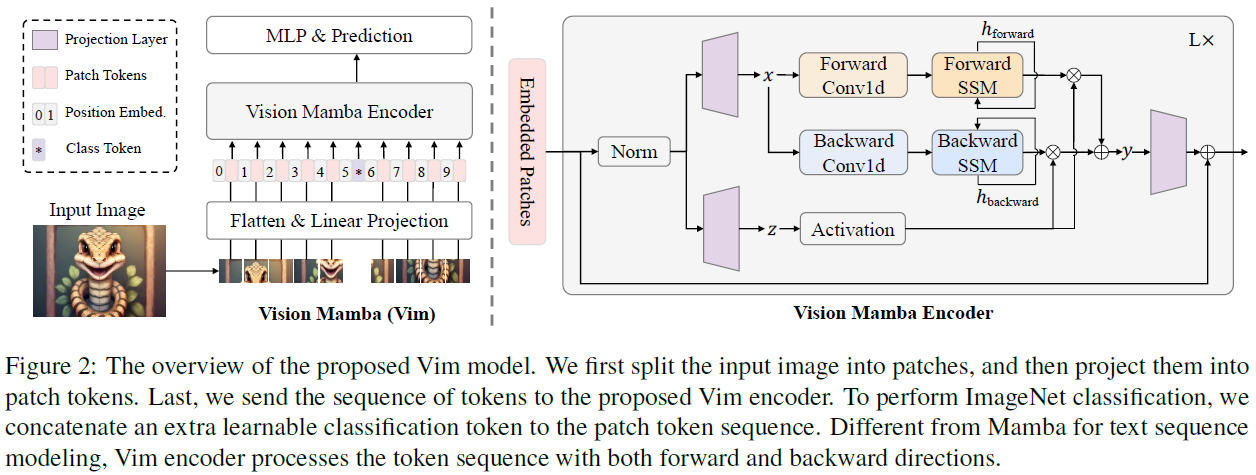 Projection Layer
Patch Tokens
0 1 Position Embed.
* Class Token
Input Image
MLP & Prediction
Vision Mamba Encoder
0 1 2 3 4 5 * 6 7 8 9
Flatten & Linear Projection
Vision Mamba (Vim)
Embedded Patches
L×
Norm
x
Forward
Conv1d
h_forward
Forward
SSM
Backward
Conv1d
Backward
SSM
h_backward
y
z
Activation
Vision Mamba Encoder
Figure 2: The overview of the proposed Vim model. We first split the input image into patches, and then project them into
patch tokens. Last, we send the sequence of tokens to the proposed Vim encoder. To perform ImageNet classification, we
concatenate an extra learnable classification token to the patch token sequence. Different from Mamba for text sequence
modeling, Vim encoder processes the token sequence with both forward and backward directions.